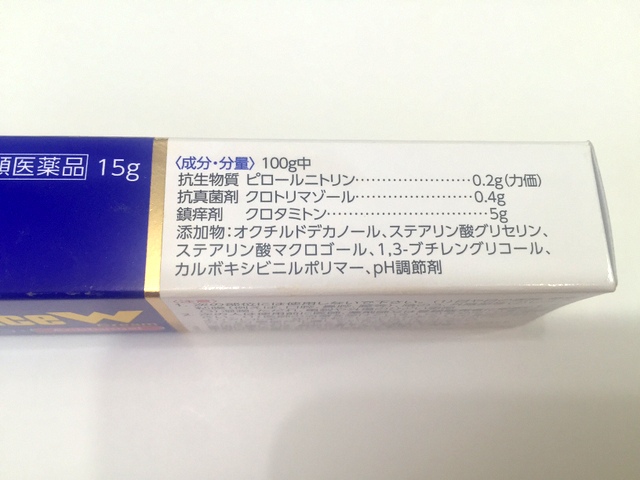 医薬品 15g
〈成分・分量〉 100g中
抗生物質 ピロールニトリン……………………0.2g(力価)
抗真菌剤 クロトリマゾール……………………0.4g
鎮痒剤 クロタミトン…………………………5g
添加物:オクチルドデカノール、ステアリン酸グリセリン、
ステアリン酸マクロゴール、1,3-ブチレングリコール、
カルボキシビニルポリマー、pH調節剤
W